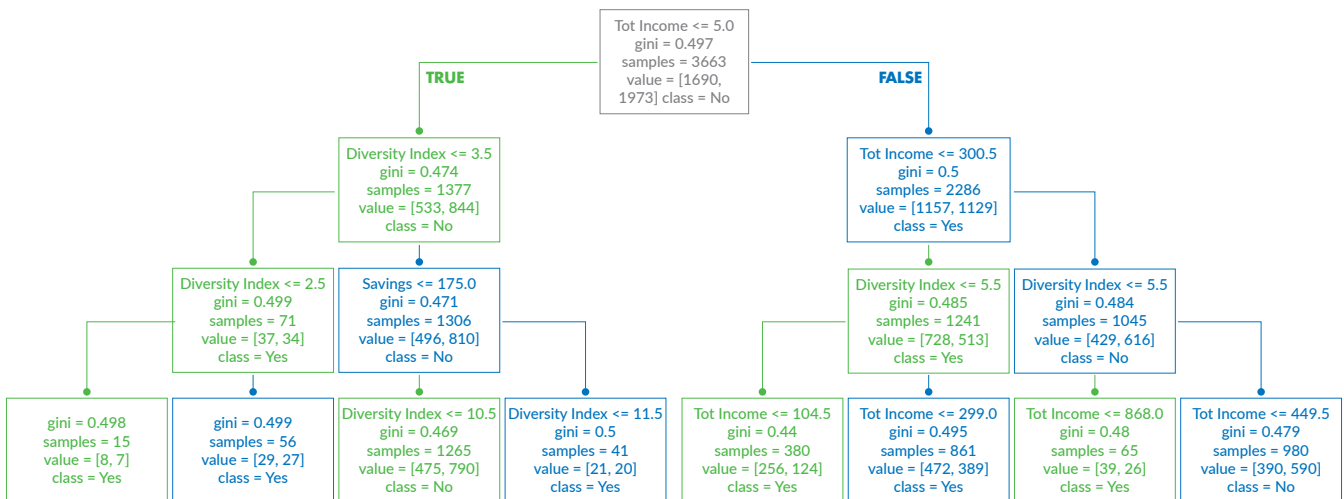 Tot Income <= 5.0
gini = 0.497
samples = 3663
value = [1690,
1973] class = No
TRUE
FALSE
Diversity Index <= 3.5
gini = 0.474
samples = 1377
value = [533, 844]
class = No
Tot Income <= 300.5
gini = 0.5
samples = 2286
value = [1157, 1129]
class = Yes
Diversity Index <= 2.5
gini = 0.499
samples = 71
value = [37, 34]
class = Yes
Savings <= 175.0
gini = 0.471
samples = 1306
value = [496, 810]
class = No
Diversity Index <= 5.5
gini = 0.485
samples = 1241
value = [728, 513]
class = Yes
Diversity Index <= 5.5
gini = 0.484
samples = 1045
value = [429, 616]
class = No
gini = 0.498
samples = 15
value = [8, 7]
class = Yes
gini = 0.499
samples = 56
value = [29, 27]
class = Yes
Diversity Index <= 10.5
gini = 0.469
samples = 1265
value = [475, 790]
class = No
Diversity Index <= 11.5
gini = 0.5
samples = 41
value = [21, 20]
class = Yes
Tot Income <= 104.5
gini = 0.44
samples = 380
value = [256, 124]
class = Yes
Tot Income <= 299.0
gini = 0.495
samples = 861
value = [472, 389]
class = Yes
Tot Income <= 868.0
gini = 0.48
samples = 65
value = [39, 26]
class = Yes
Tot Income <= 449.5
gini = 0.479
samples = 980
value = [390, 590]
class = No